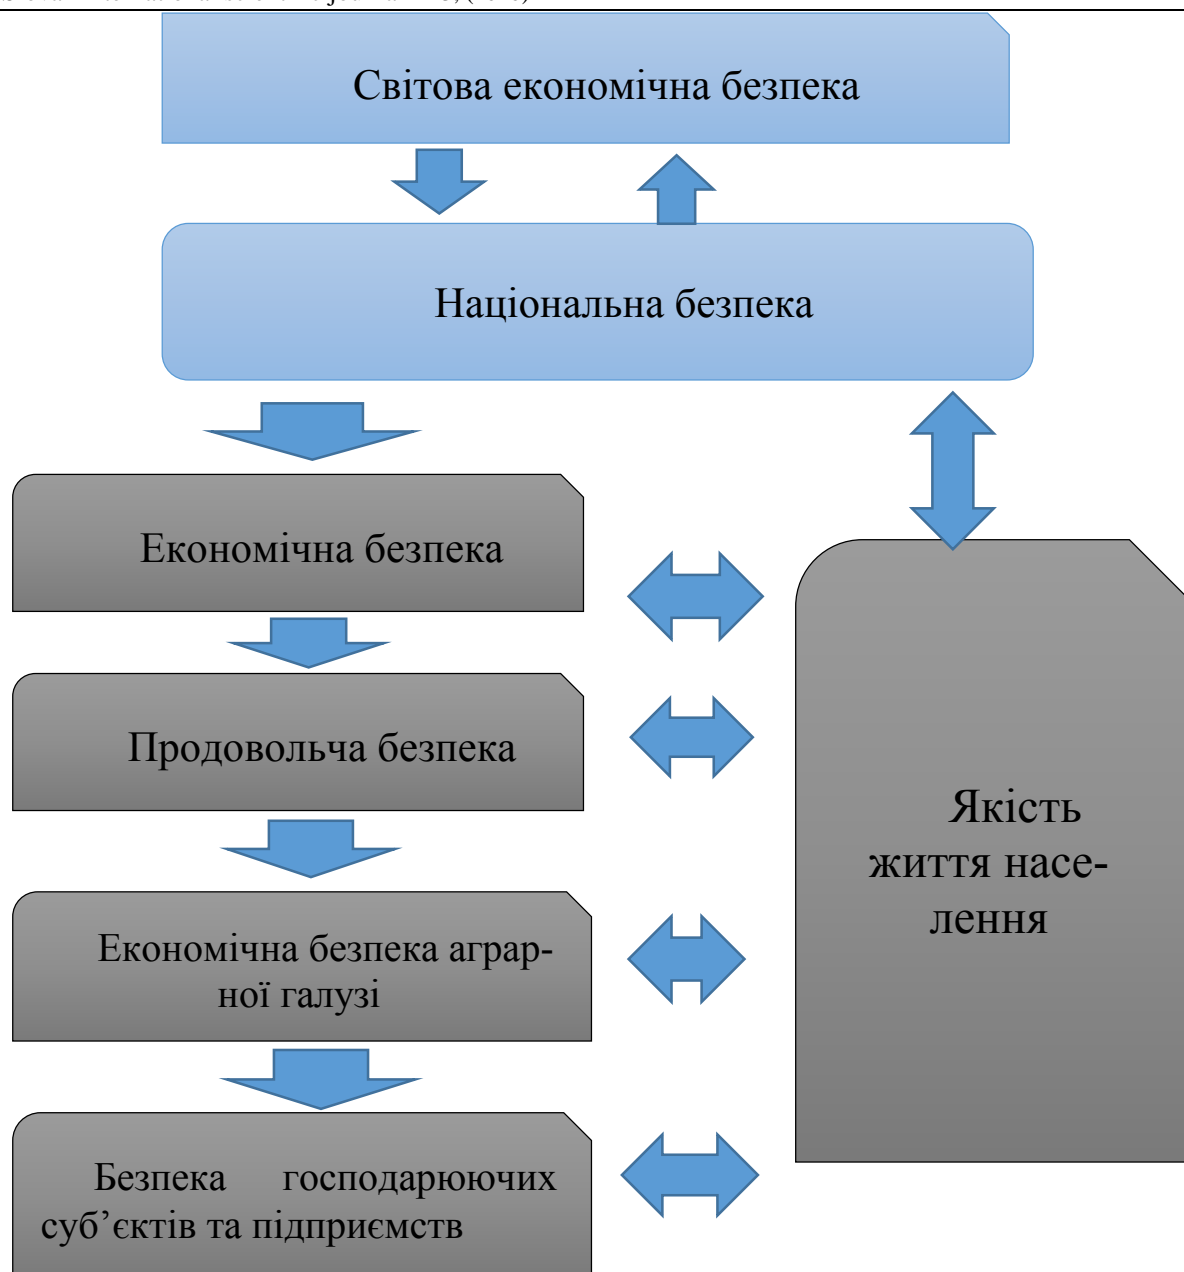 Світова економічна безпека
Національна безпека
Економічна безпека
Продовольча безпека
Якість
життя насе-
лення
Економічна безпека аграр-
ної галузі
Безпека господарюючих
суб’єктів та підприємств